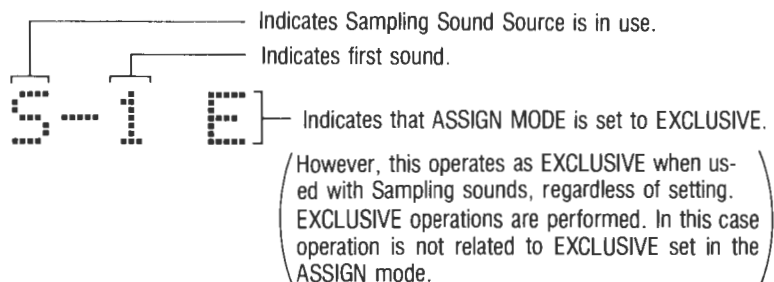 Indicates Sampling Sound Source is in use.
Indicates first sound.
S-1 E
Indicates that ASSIGN MODE is set to EXCLUSIVE.
However, this operates as EXCLUSIVE when us-
ed with Sampling sounds, regardless of setting.
EXCLUSIVE operations are performed. In this case
operation is not related to EXCLUSIVE set in the
ASSIGN mode.